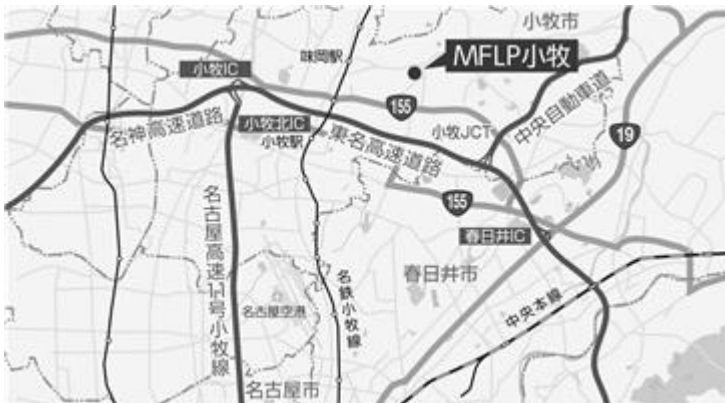 小牧市
味岡駅
MFLP小牧
小牧IC
155
中央自動車道
小牧北IC
名神高速道路
小牧駅
東名高速道路
小牧JCT
19
155
名古屋高速11号小牧線
春日井IC
春日井市
名鉄小牧線
名古屋空港
中央本線
名古屋市